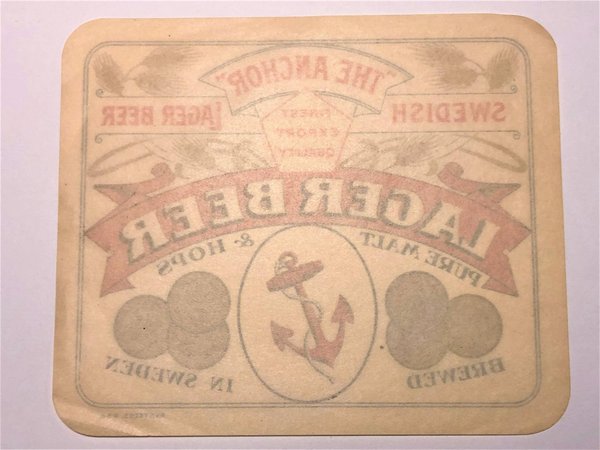 "THE ANCHOR"
SWEDISH LAGER BEER
FINEST
EXPORT
QUALITY
LAGER BEER
PURE MALT & HOPS
BREWED IN SWEDEN